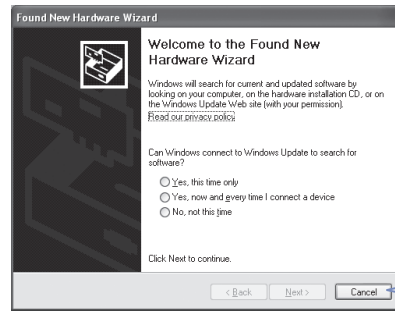 Found New Hardware Wizard
Welcome to the Found New
Hardware Wizard
Windows will search for current and updated software by
looking on your computer, on the hardware installation CD, or on
the Windows Update Web site (with your permission).
Read our privacy policy
Can Windows connect to Windows Update to search for
software?
Yes, this time only
Yes, now and every time I connect a device
No, not this time
Click Next to continue.
< Back
Next >
Cancel